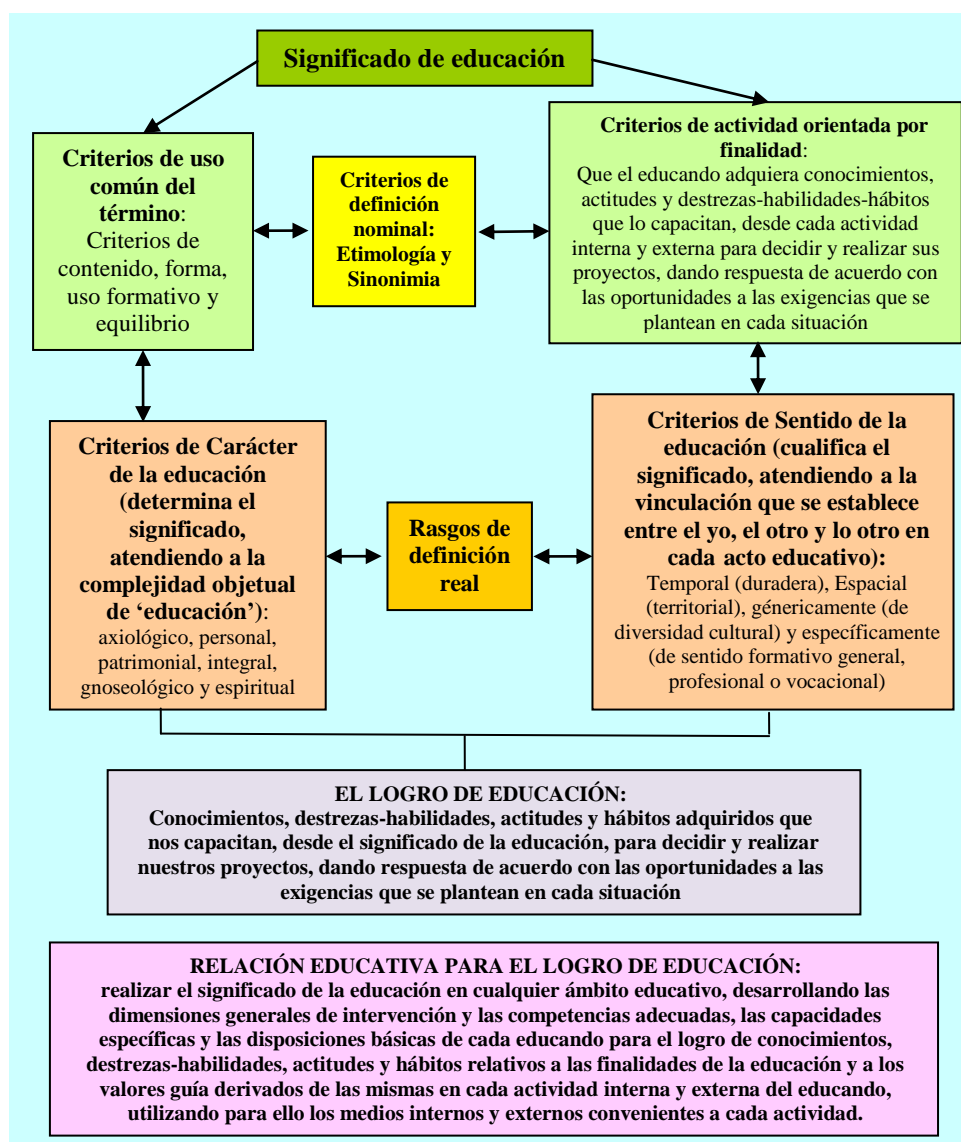 Significado de educación
Criterios de uso
común del
término:
Criterios de
contenido, forma,
uso formativo y
equilibrio
Criterios de
definición
nominal:
Etimología y
Sinonimia
Criterios de actividad orientada por
finalidad:
Que el educando adquiera conocimientos,
actitudes y destrezas-habilidades-hábitos
que lo capacitan, desde cada actividad
interna y externa para decidir y realizar sus
proyectos, dando respuesta de acuerdo con
las oportunidades a las exigencias que se
plantean en cada situación
Criterios de Carácter
de la educación
(determina el
significado,
atendiendo a la
complejidad objetual
de ‘educación’):
axiológico, personal,
patrimonial, integral,
gnoseológico y espiritual
Rasgos de
definición
real
Criterios de Sentido de la
educación (cualifica el
significado, atendiendo a la
vinculación que se establece
entre el yo, el otro y lo otro en
cada acto educativo):
Temporal (duradera), Espacial
(territorial), génericamente (de
diversidad cultural) y específicamente
(de sentido formativo general,
profesional o vocacional)
EL LOGRO DE EDUCACIÓN:
Conocimientos, destrezas-habilidades, actitudes y hábitos adquiridos que
nos capacitan, desde el significado de la educación, para decidir y realizar
nuestros proyectos, dando respuesta de acuerdo con las oportunidades a las
exigencias que se plantean en cada situación
RELACIÓN EDUCATIVA PARA EL LOGRO DE EDUCACIÓN:
realizar el significado de la educación en cualquier ámbito educativo, desarrollando las
dimensiones generales de intervención y las competencias adecuadas, las capacidades
específicas y las disposiciones básicas de cada educando para el logro de conocimientos,
destrezas-habilidades, actitudes y hábitos relativos a las finalidades de la educación y a los
valores guía derivados de las mismas en cada actividad interna y externa del educando,
utilizando para ello los medios internos y externos convenientes a cada actividad.